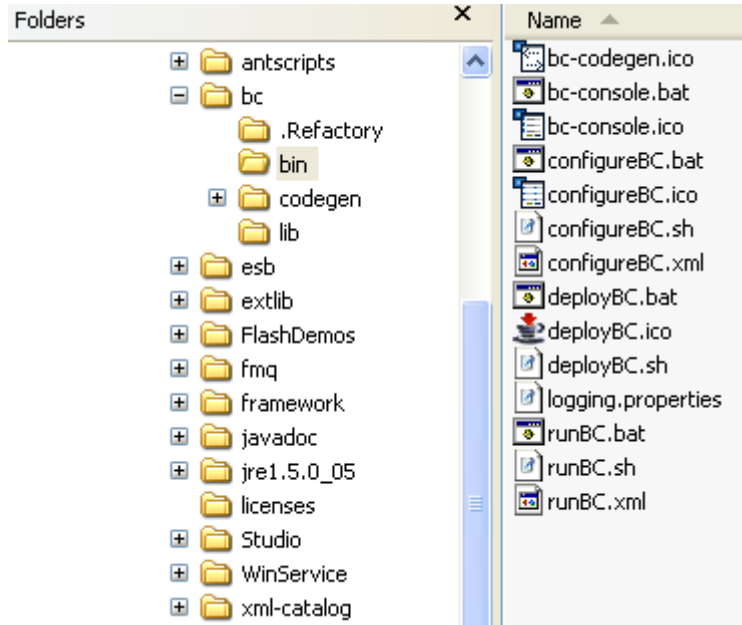 Folders
antscripts
bc
.Refactory
bin
codegen
lib
esb
extlib
FlashDemos
fmq
framework
javadoc
jre1.5.0_05
licenses
Studio
WinService
xml-catalog
Name
bc-codegen.ico
bc-console.bat
bc-console.ico
configureBC.bat
configureBC.ico
configureBC.sh
configureBC.xml
deployBC.bat
deployBC.ico
deployBC.sh
logging.properties
runBC.bat
runBC.sh
runBC.xml